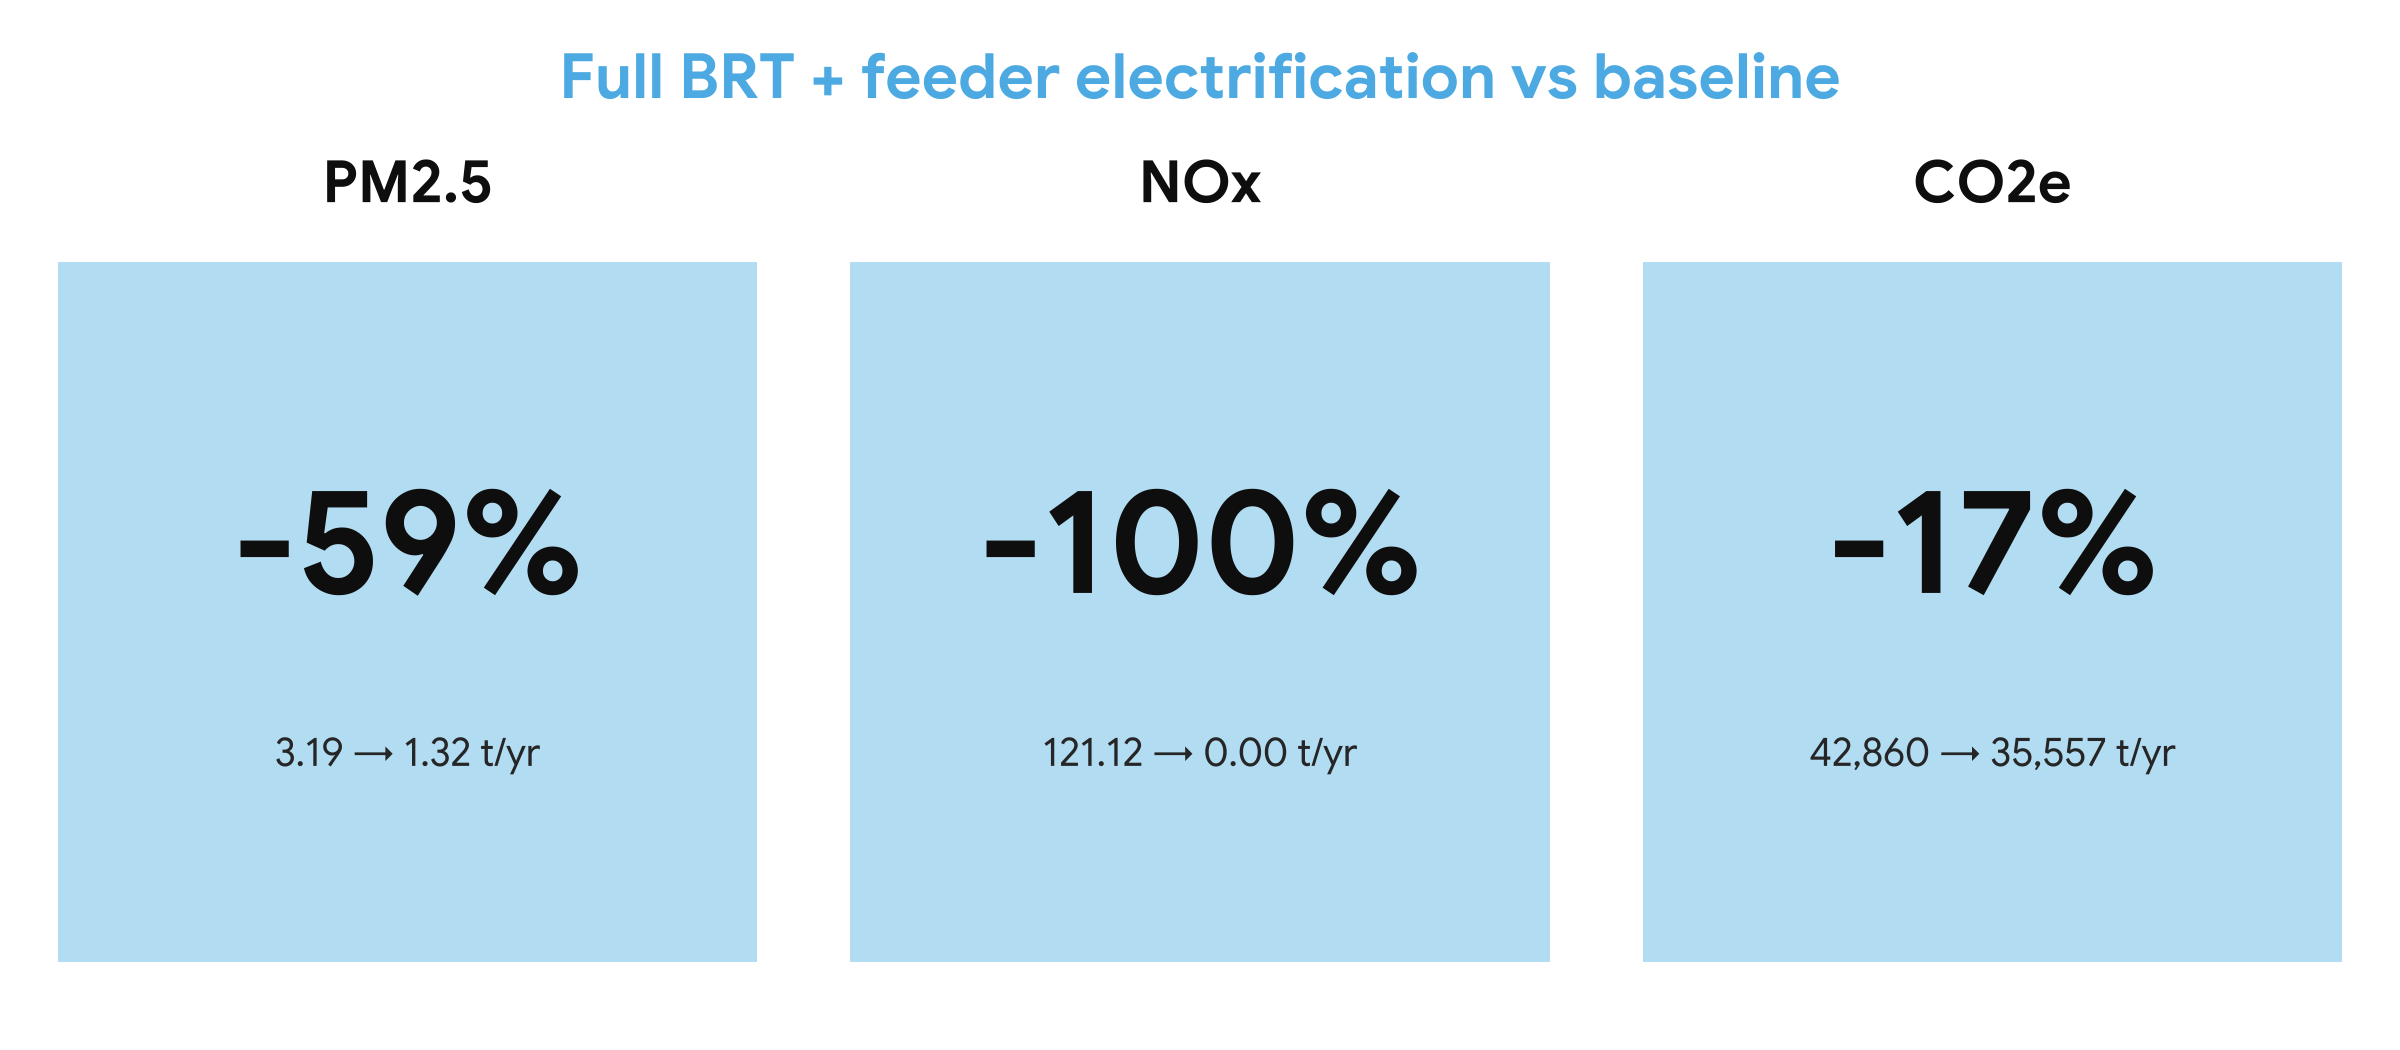 Full BRT + feeder electrification vs baseline
PM2.5
NOx
CO2e
-59%
-100%
-17%
3.19 → 1.32 t/yr
121.12 → 0.00 t/yr
42,860 → 35,557 t/yr